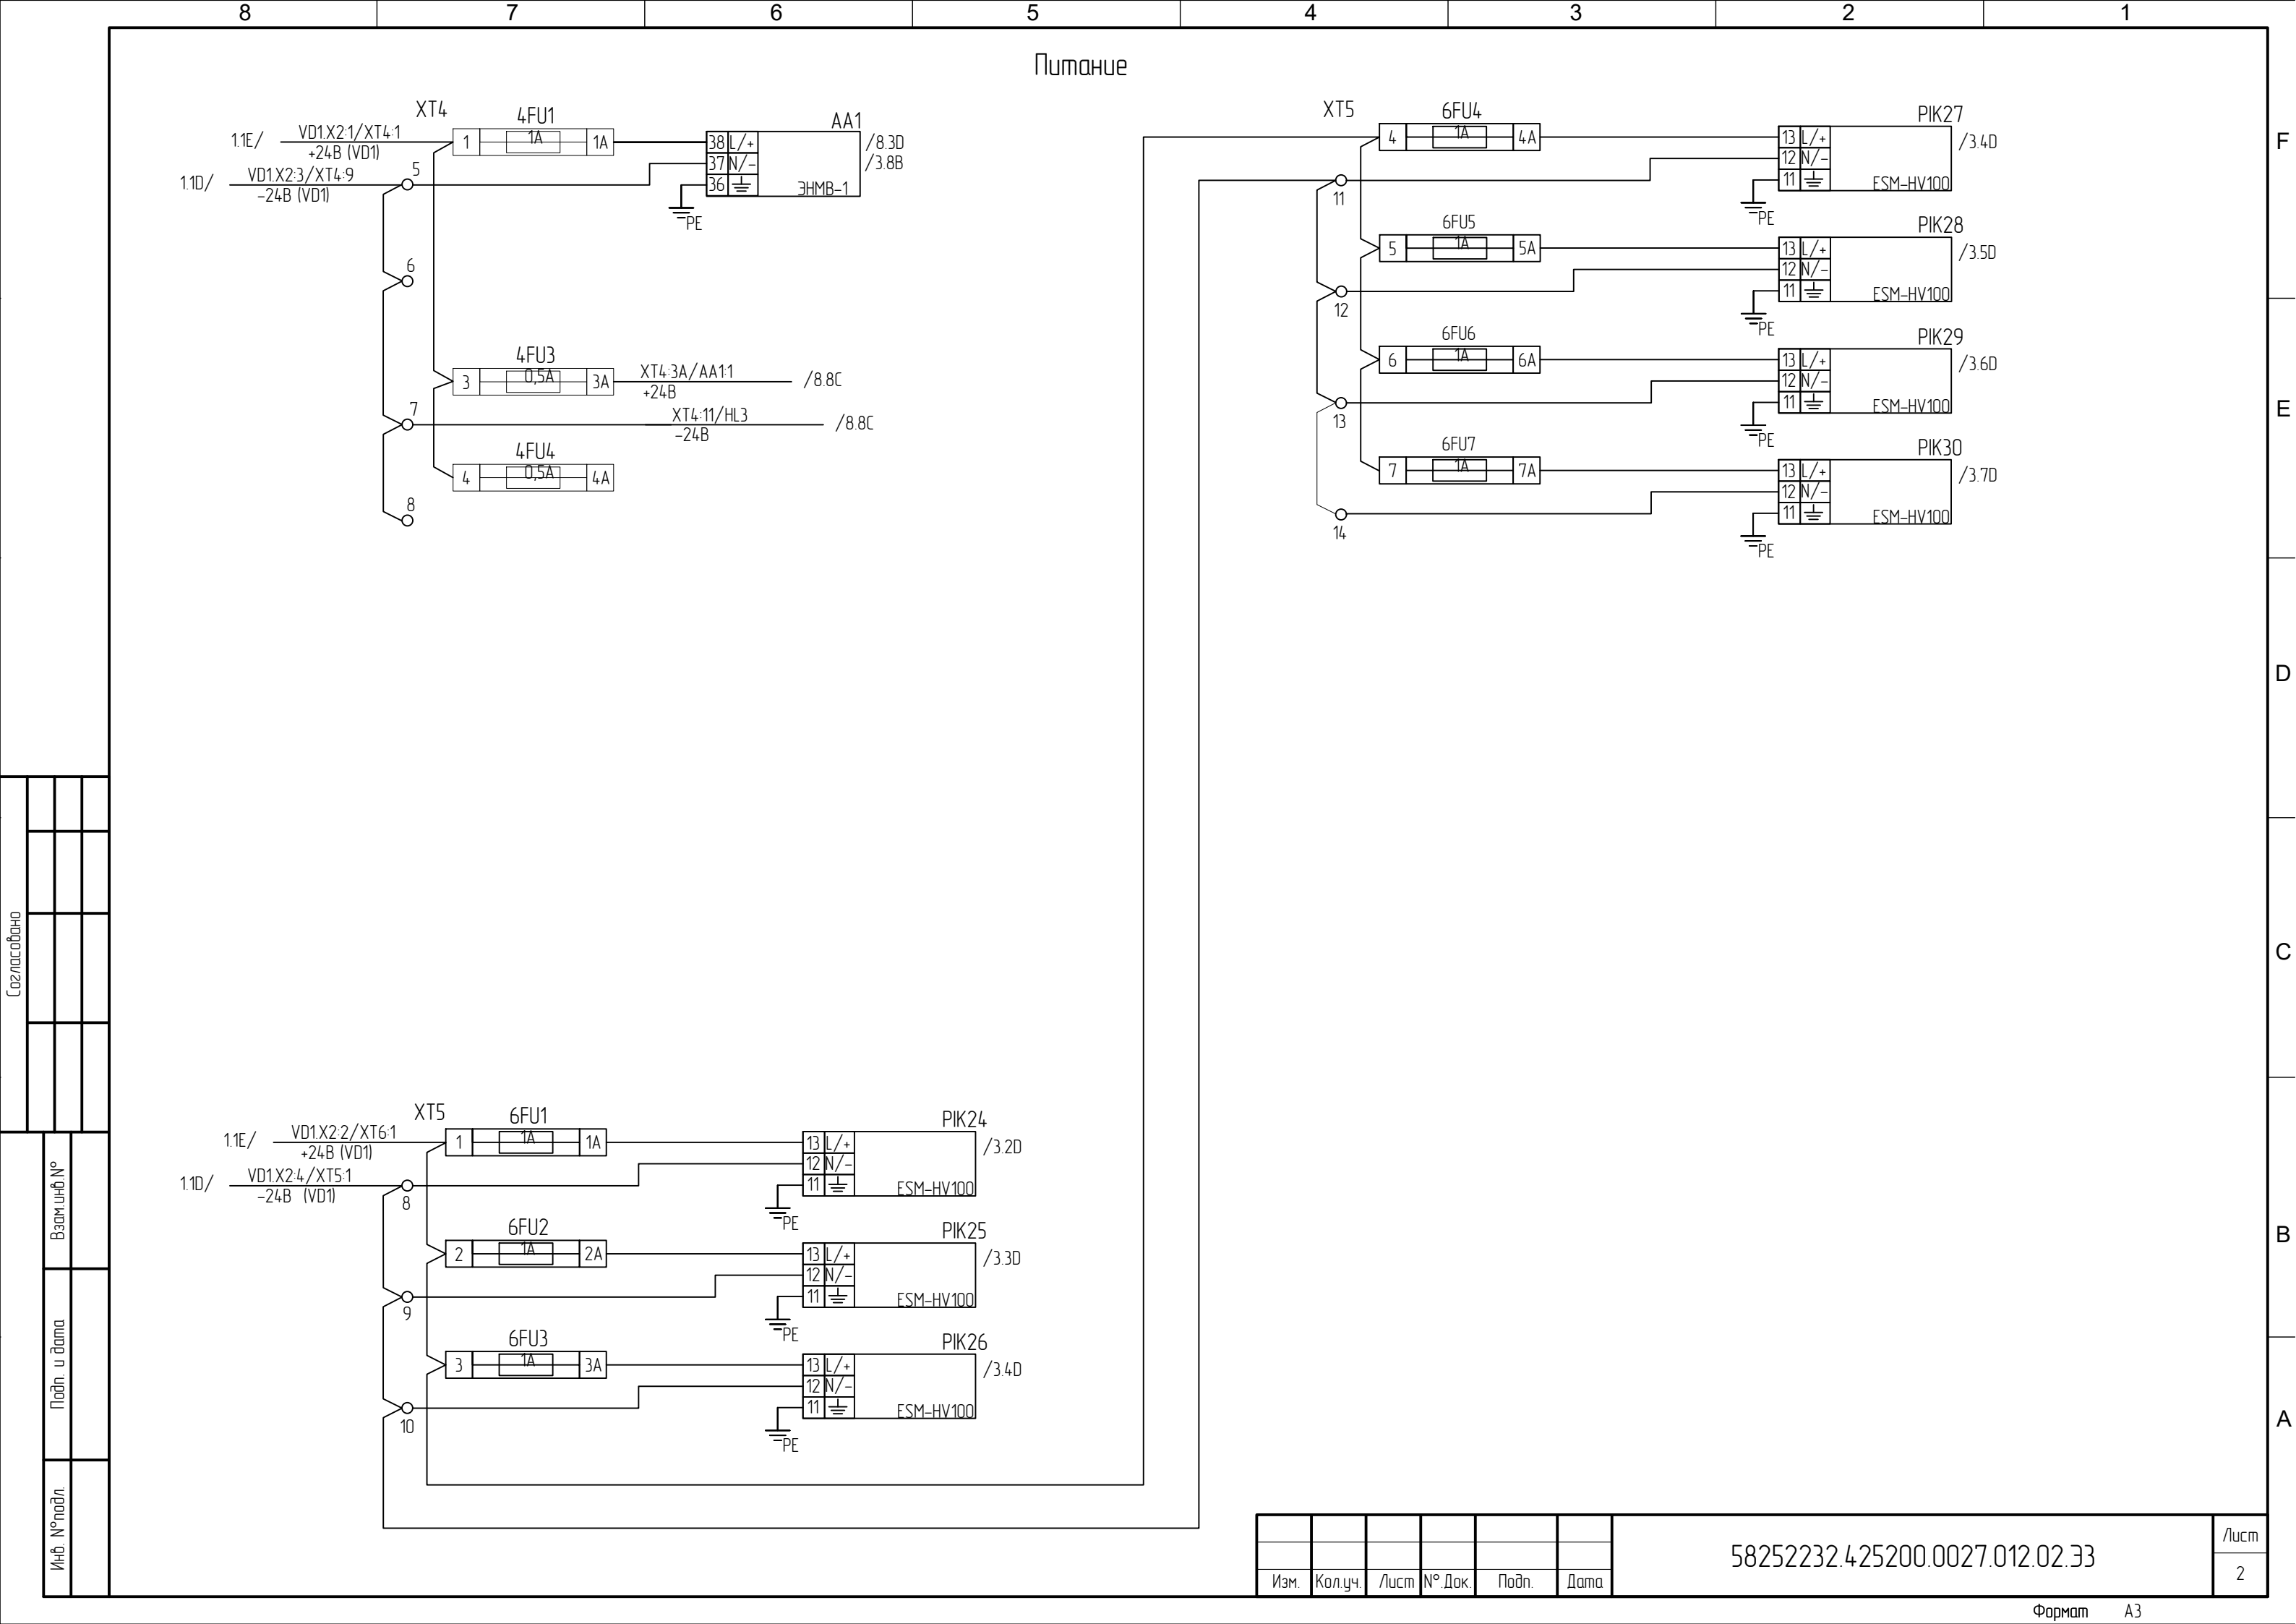 8 7 6 5 4 3 2 1
Питание
XT4
4FU1
1.1E/
VD1.X2:1/XT4:1
+24В (VD1)
1 1A 1A
AA1
38 L/+
/8.3D
37 N/-
/3.8B
36
ЭНМВ-1
PE
1.1D/
VD1.X2:3/XT4:9
-24В (VD1)
5
6
4FU3
3 0,5A 3A
XT4:3A/AA1:1
+24В
/8.8C
7
XT4:11/HL3
-24В
/8.8C
4FU4
4 0,5A 4A
8
XT5
6FU4
4 1A 4A
PIK27
13 L/+
/3.4D
12 N/-
11
ESM-HV100
PE
11
6FU5
5 1A 5A
PIK28
13 L/+
/3.5D
12 N/-
11
ESM-HV100
PE
12
6FU6
6 1A 6A
PIK29
13 L/+
/3.6D
12 N/-
11
ESM-HV100
PE
13
6FU7
7 1A 7A
PIK30
13 L/+
/3.7D
12 N/-
11
ESM-HV100
PE
14
XT5
6FU1
1.1E/
VD1.X2:2/XT6:1
+24В (VD1)
1 1A 1A
PIK24
13 L/+
/3.2D
12 N/-
11
ESM-HV100
PE
1.1D/
VD1.X2:4/XT5:1
-24В (VD1)
8
6FU2
2 1A 2A
PIK25
13 L/+
/3.3D
12 N/-
11
ESM-HV100
PE
9
6FU3
3 1A 3A
PIK26
13 L/+
/3.4D
12 N/-
11
ESM-HV100
PE
10
F
E
D
C
B
A
Согласовано
Взам.инв.N°
Подп. и дата
Инв. N°подл.
Изм. Кол.уч. Лист N°.Док. Подп. Дата
58252232.425200.0027.012.02.ЭЗ
Лист
2
Формат A3